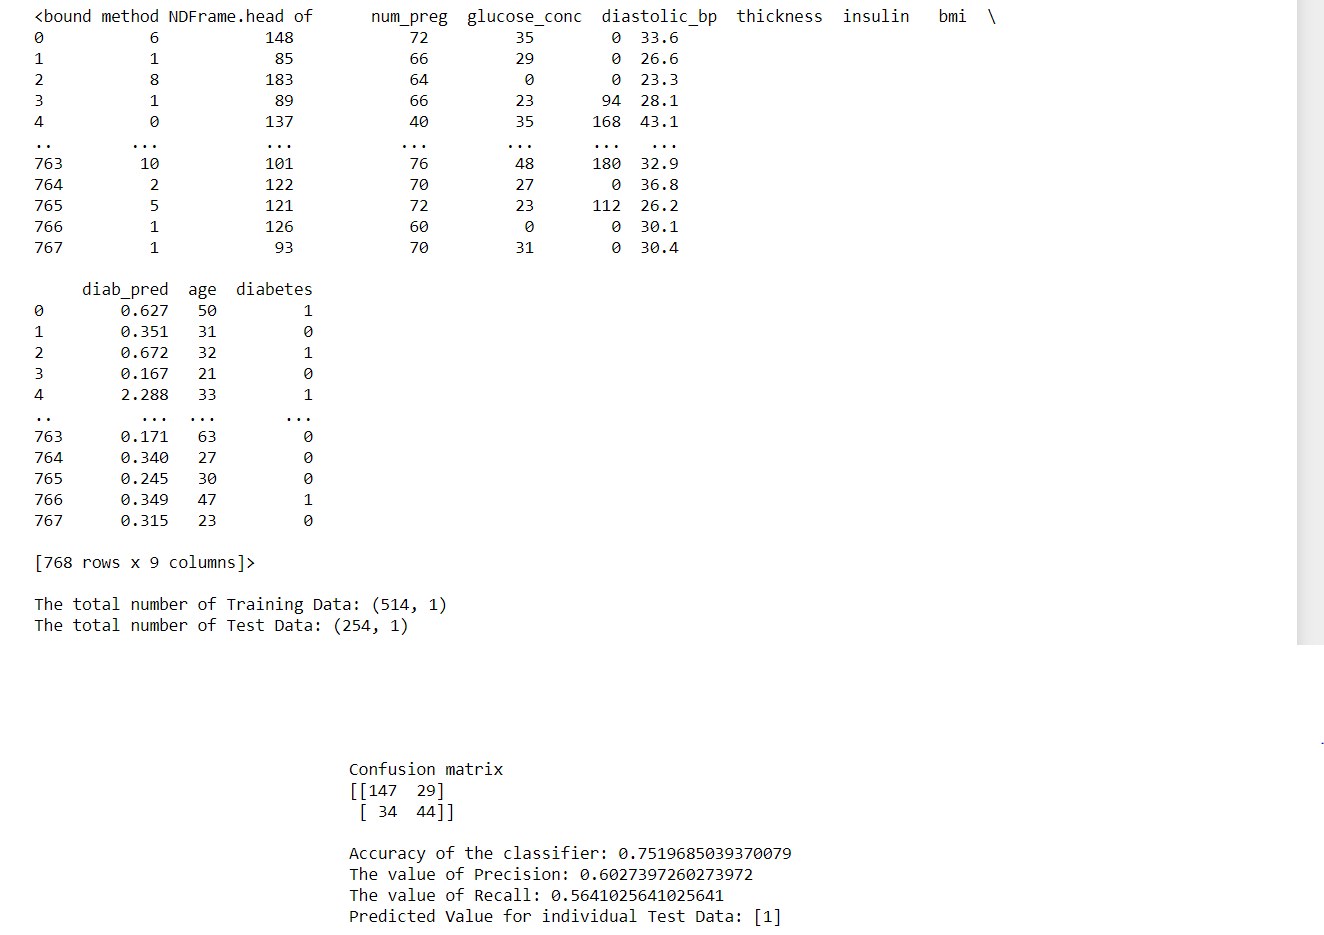 <bound method NDFrame.head of      num_preg  glucose_conc  diastolic_bp  thickness  insulin   bmi  \
0           6           148            72         35        0  33.6
1           1            85            66         29        0  26.6
2           8           183            64          0        0  23.3
3           1            89            66         23       94  28.1
4           0           137            40         35      168  43.1
..        ...           ...           ...        ...      ...   ...
763        10           101            76         48      180  32.9
764         2           122            70         27        0  36.8
765         5           121            72         23      112  26.2
766         1           126            60          0        0  30.1
767         1            93            70         31        0  30.4
     diab_pred  age  diabetes
0        0.627   50         1
1        0.351   31         0
2        0.672   32         1
3        0.167   21         0
4        2.288   33         1
..         ...  ...       ...
763      0.171   63         0
764      0.340   27         0
765      0.245   30         0
766      0.349   47         1
767      0.315   23         0
[768 rows x 9 columns]>
The total number of Training Data: (514, 1)
The total number of Test Data: (254, 1)
Confusion matrix
[[147  29]
 [ 34  44]]
Accuracy of the classifier: 0.7519685039370079
The value of Precision: 0.6027397260273972
The value of Recall: 0.5641025641025641
Predicted Value for individual Test Data: [1]